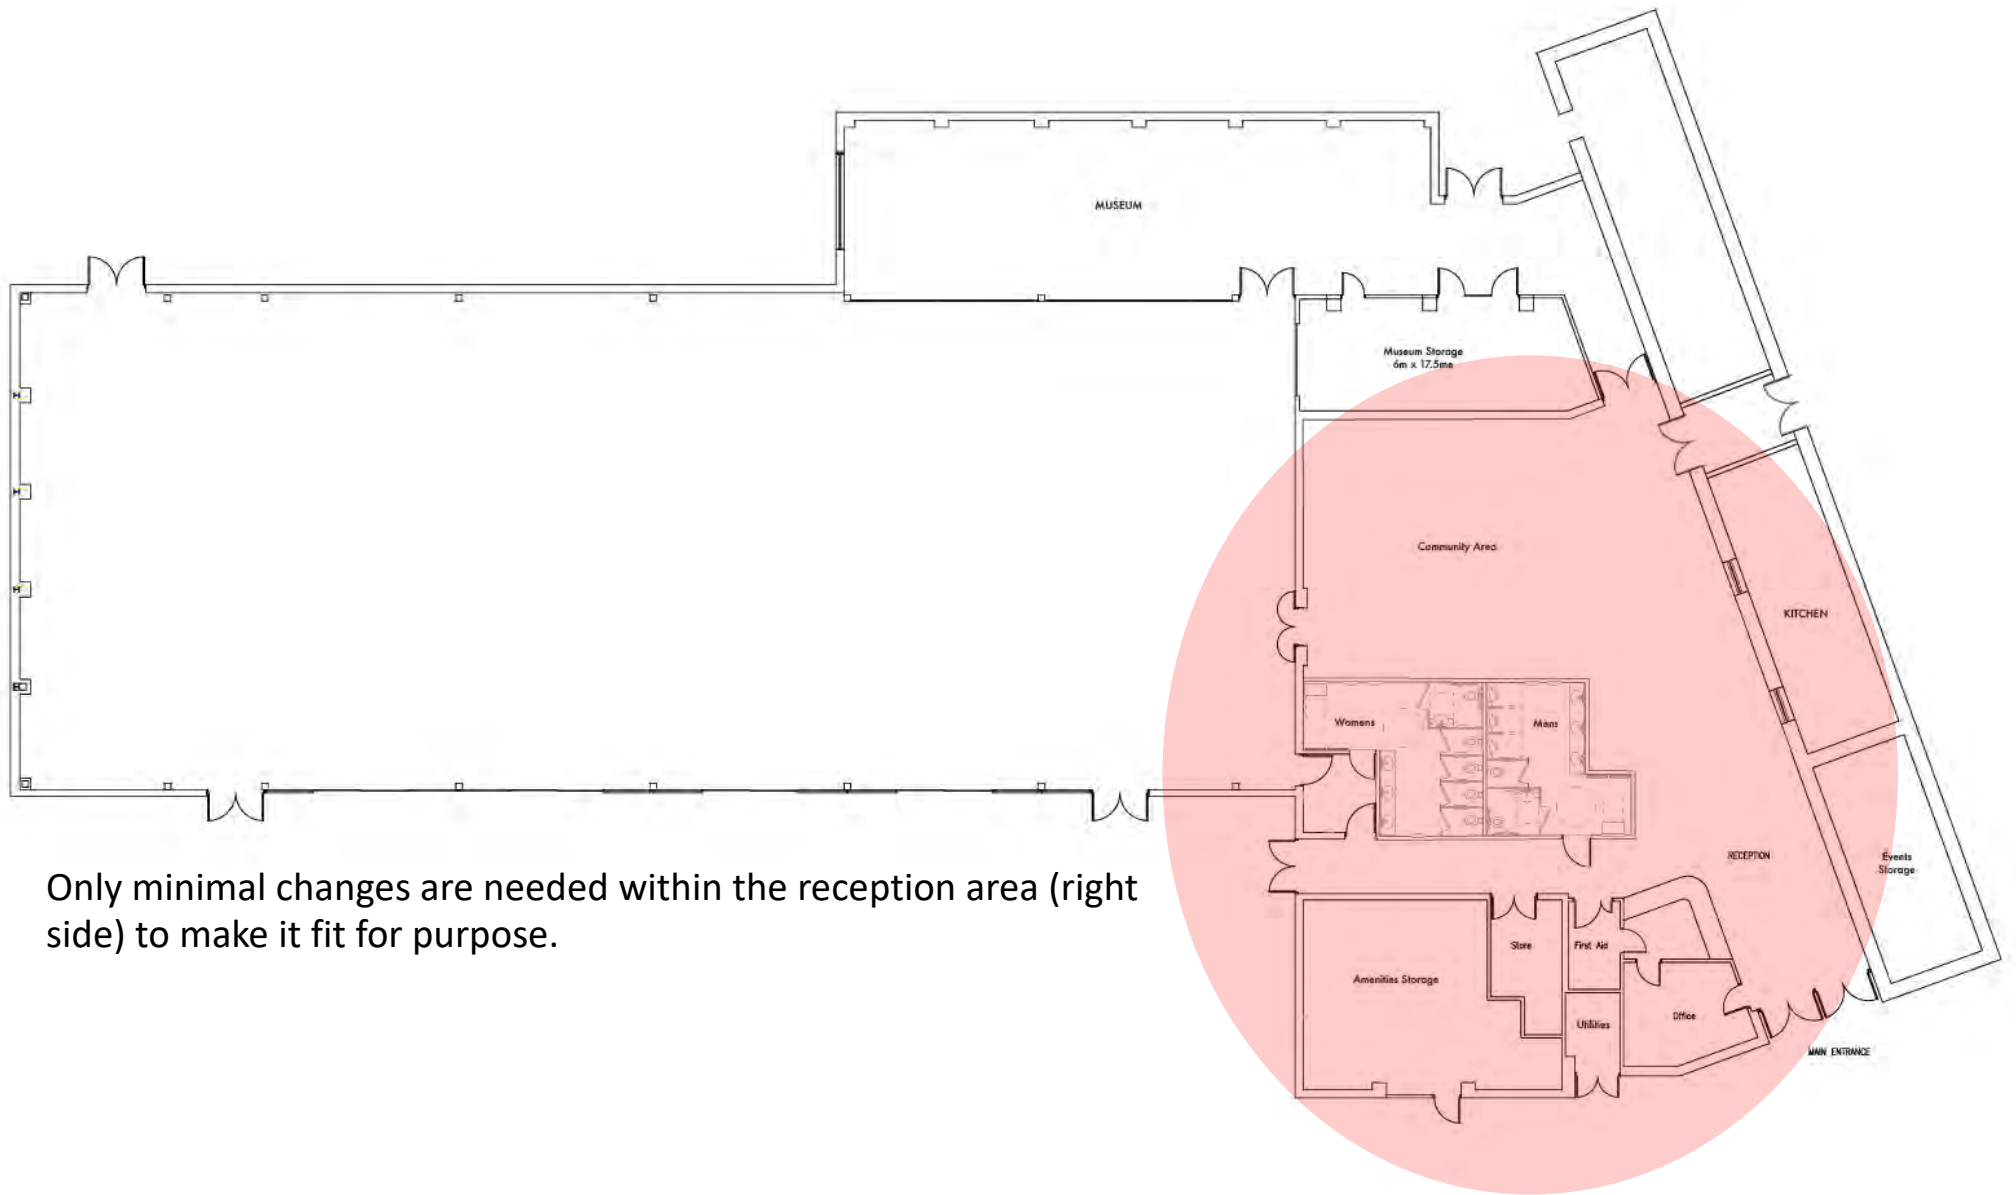 MUSEUM
Museum Storage
6m x 17.5ms
Community Area
KITCHEN
Womens
Mens
RECEPTION
Events
Storage
Only minimal changes are needed within the reception area (right
side) to make it fit for purpose.
Store
First Aid
Amenities Storage
Office
Utilities
MAIN ENTRANCE